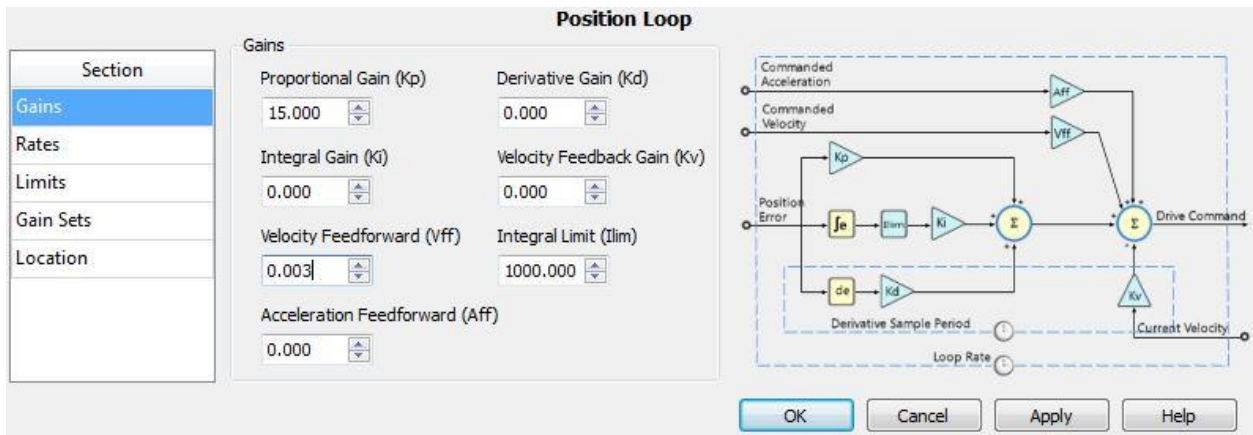 Position Loop
Section
Gains
Rates
Limits
Gain Sets
Location
Gains
Proportional Gain (Kp)
Derivative Gain (Kd)
15.000
0.000
Integral Gain (Ki)
Velocity Feedback Gain (Kv)
0.000
0.000
Velocity Feedforward (Vff)
Integral Limit (Ilim)
0.003
1000.000
Acceleration Feedforward (Aff)
0.000
Commanded
Acceleration
Aff
Commanded
Velocity
Vff
Kp
Position
Error
∫e
Ilim
Ki
Σ
Σ
Drive Command
de
Kd
Kv
Derivative Sample Period
Current Velocity
Loop Rate
OK
Cancel
Apply
Help